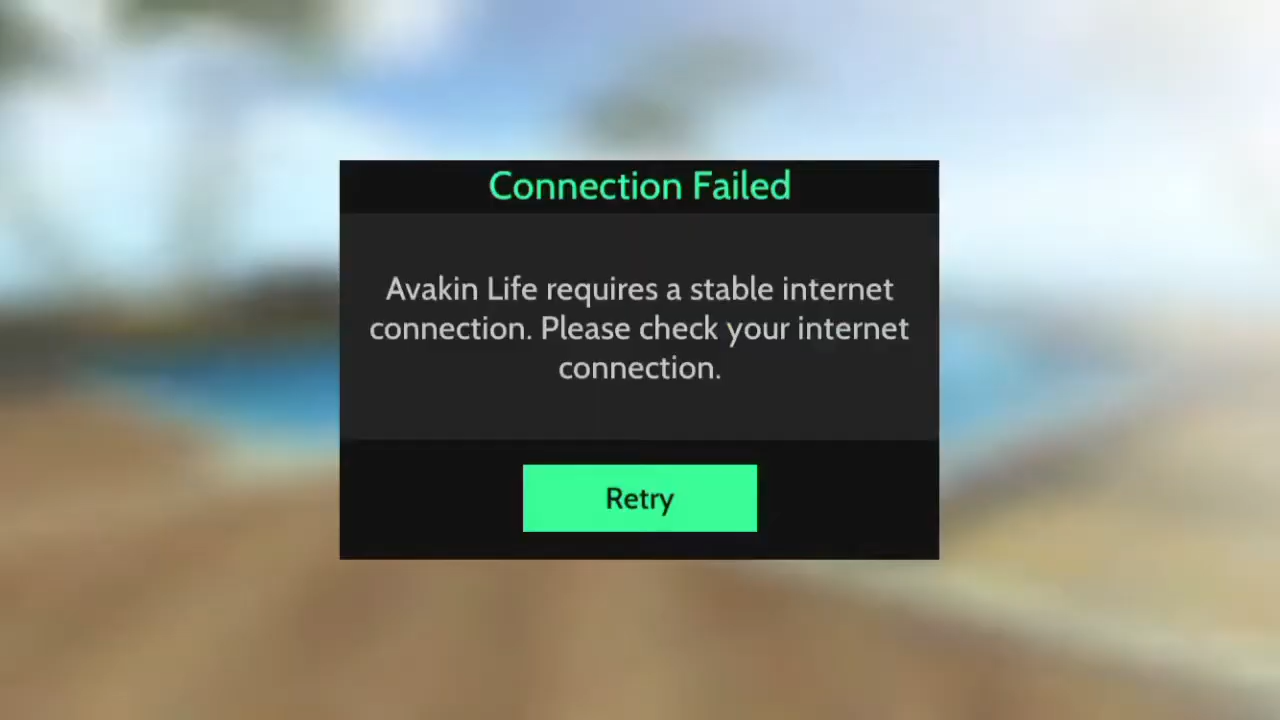 Connection Failed
Avakin Life requires a stable internet
connection. Please check your internet
connection.
Retry